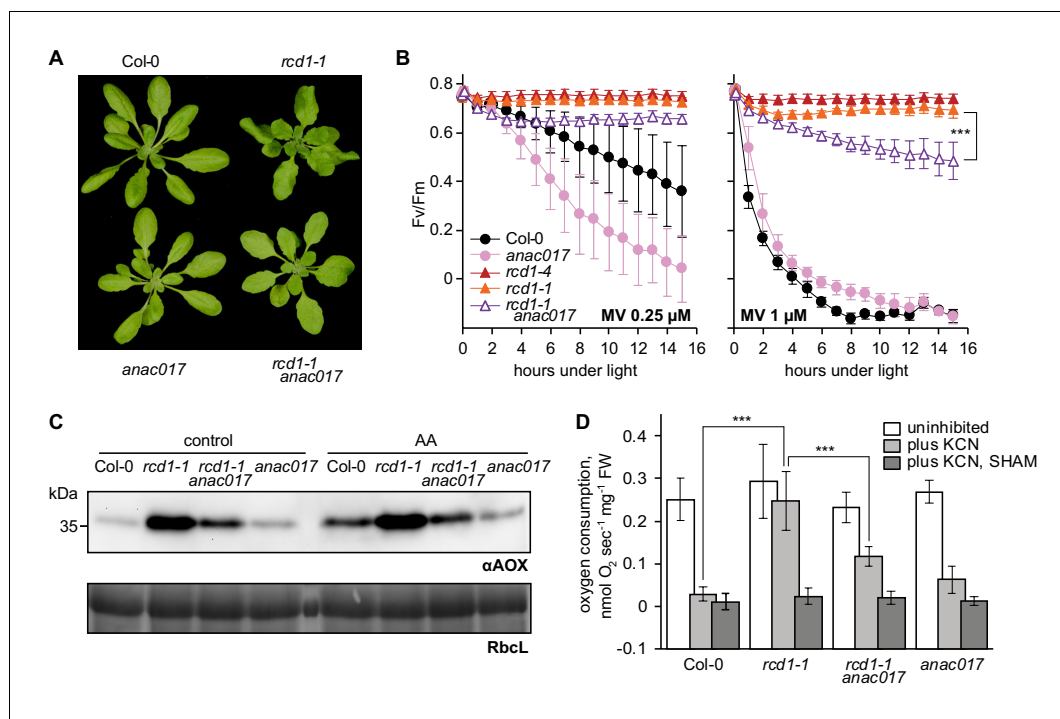 A
Col-0
rcd1-1
anac017
rcd1-1
anac017
B
Fv/Fm
0.8
0.6
0.4
0.2
0
Col-0
anac017
rcd1-4
rcd1-1
rcd1-1
anac017
MV 0.25 µM
0 2 4 6 8 10 12 14 16
hours under light
***
MV 1 µM
0 2 4 6 8 10 12 14 16
hours under light
C
control
AA
Col-0 rcd1-1 rcd1-1 anac017
anac017
Col-0 rcd1-1 rcd1-1 anac017
anac017
kDa
35
αAOX
RbcL
D
oxygen consumption,
nmol O₂ sec⁻¹ mg⁻¹ FW
0.4
0.3
0.2
0.1
0
-0.1
***
***
uninhibited
plus KCN
plus KCN, SHAM
Col-0
rcd1-1
rcd1-1
anac017
anac017